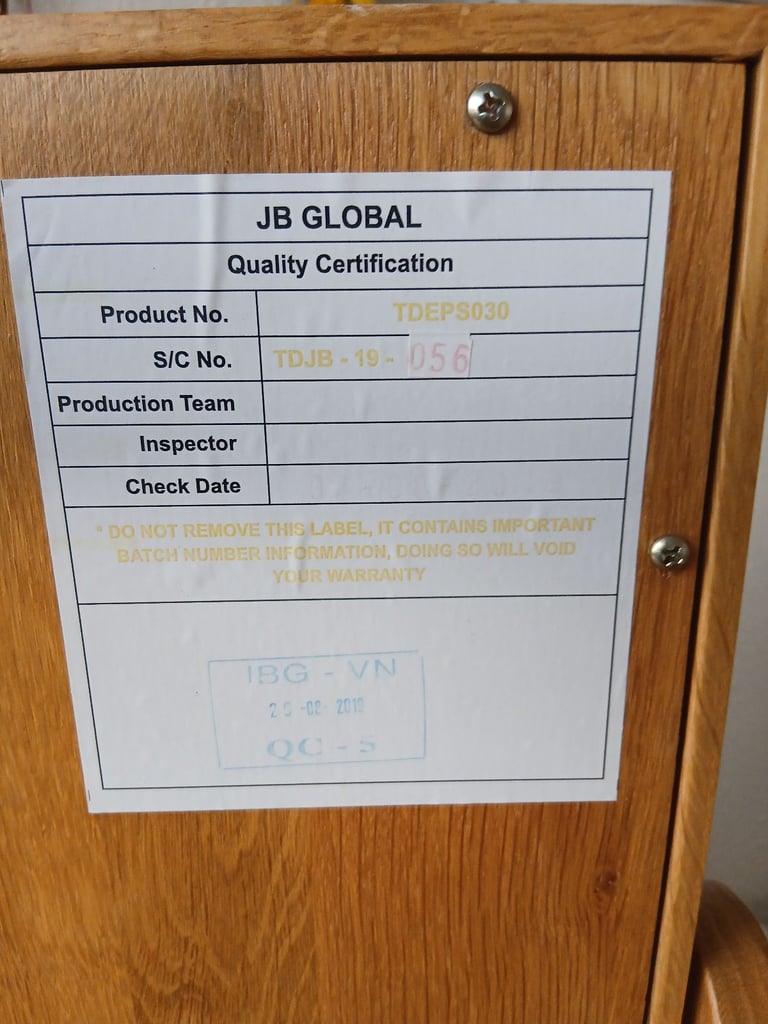 JB GLOBAL
Quality Certification
Product No. TDEPS030
S/C No. TDJB - 19 - 056
Production Team
Inspector
Check Date
* DO NOT REMOVE THIS LABEL, IT CONTAINS IMPORTANT
BATCH NUMBER INFORMATION, DOING SO WILL VOID
YOUR WARRANTY
IBG - VN
QC - 5